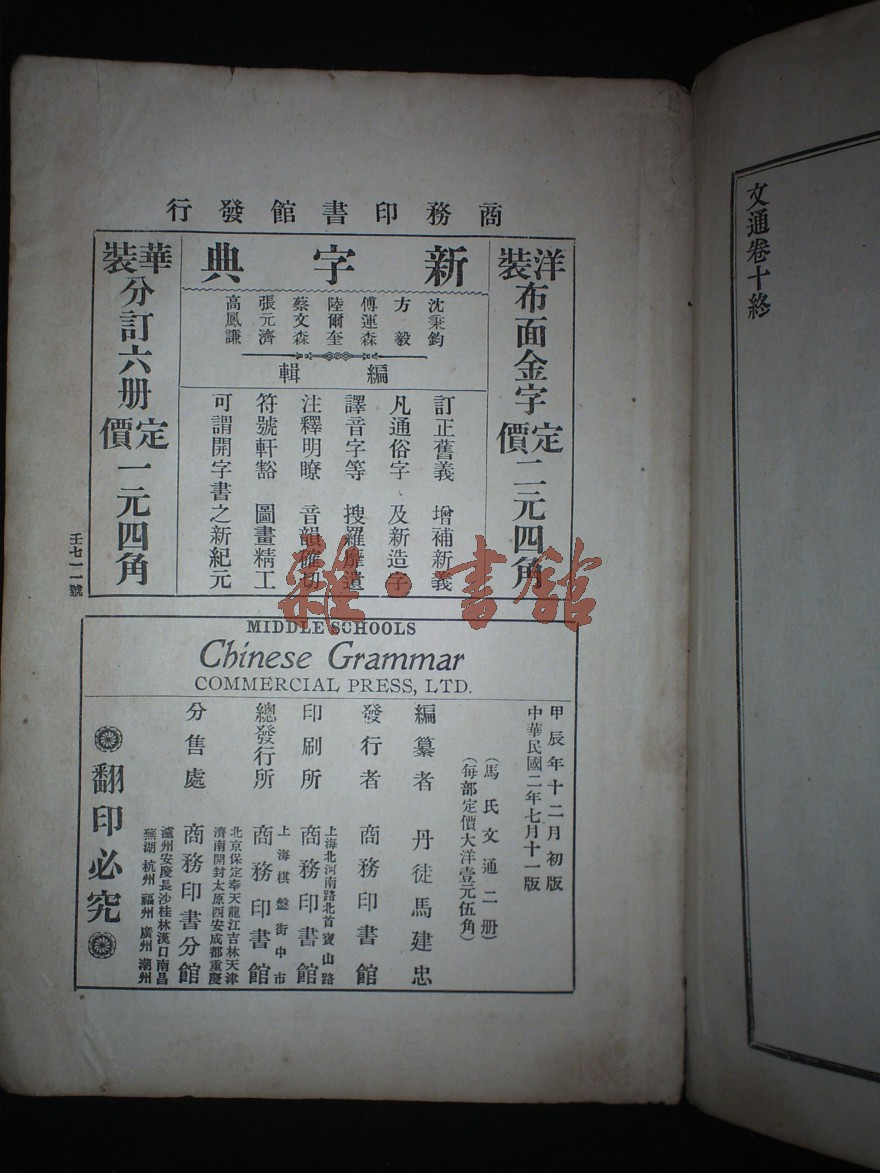 文通卷十終
商務印書館發行
洋裝布面金字定價二元四角
新字典
沈秉鈞
方毅
傅運森
陸爾奎
蔡文森
張元濟
高鳳謙
編輯
訂正舊義 增補新義
凡通俗字 及新造字
譯音字等 搜羅靡遺
注釋明瞭 音韻確切
符號軒豁 圖畫精工
可謂開字書之新紀元
華裝分訂六册定價一元四角
壬七一一號
雜·書館
MIDDLE SCHOOLS
Chinese Grammar
COMMERCIAL PRESS, LTD.
甲辰年十二月初版
中華民國二年七月十一版
(馬氏文通二册)
(每部定價大洋壹元伍角)
編纂者 丹徒馬建忠
發行者 商務印書館
印刷所 上海北河南路北首寶山路 商務印書館
總發行所 上海棋盤街中市 商務印書館
分售處 北京保定奉天龍江吉林天津
濟南開封太原西安成都重慶
商務印書分館
瀘州安慶長沙桂林漢口南昌
蕪湖杭州福州廣州潮州
翻印必究